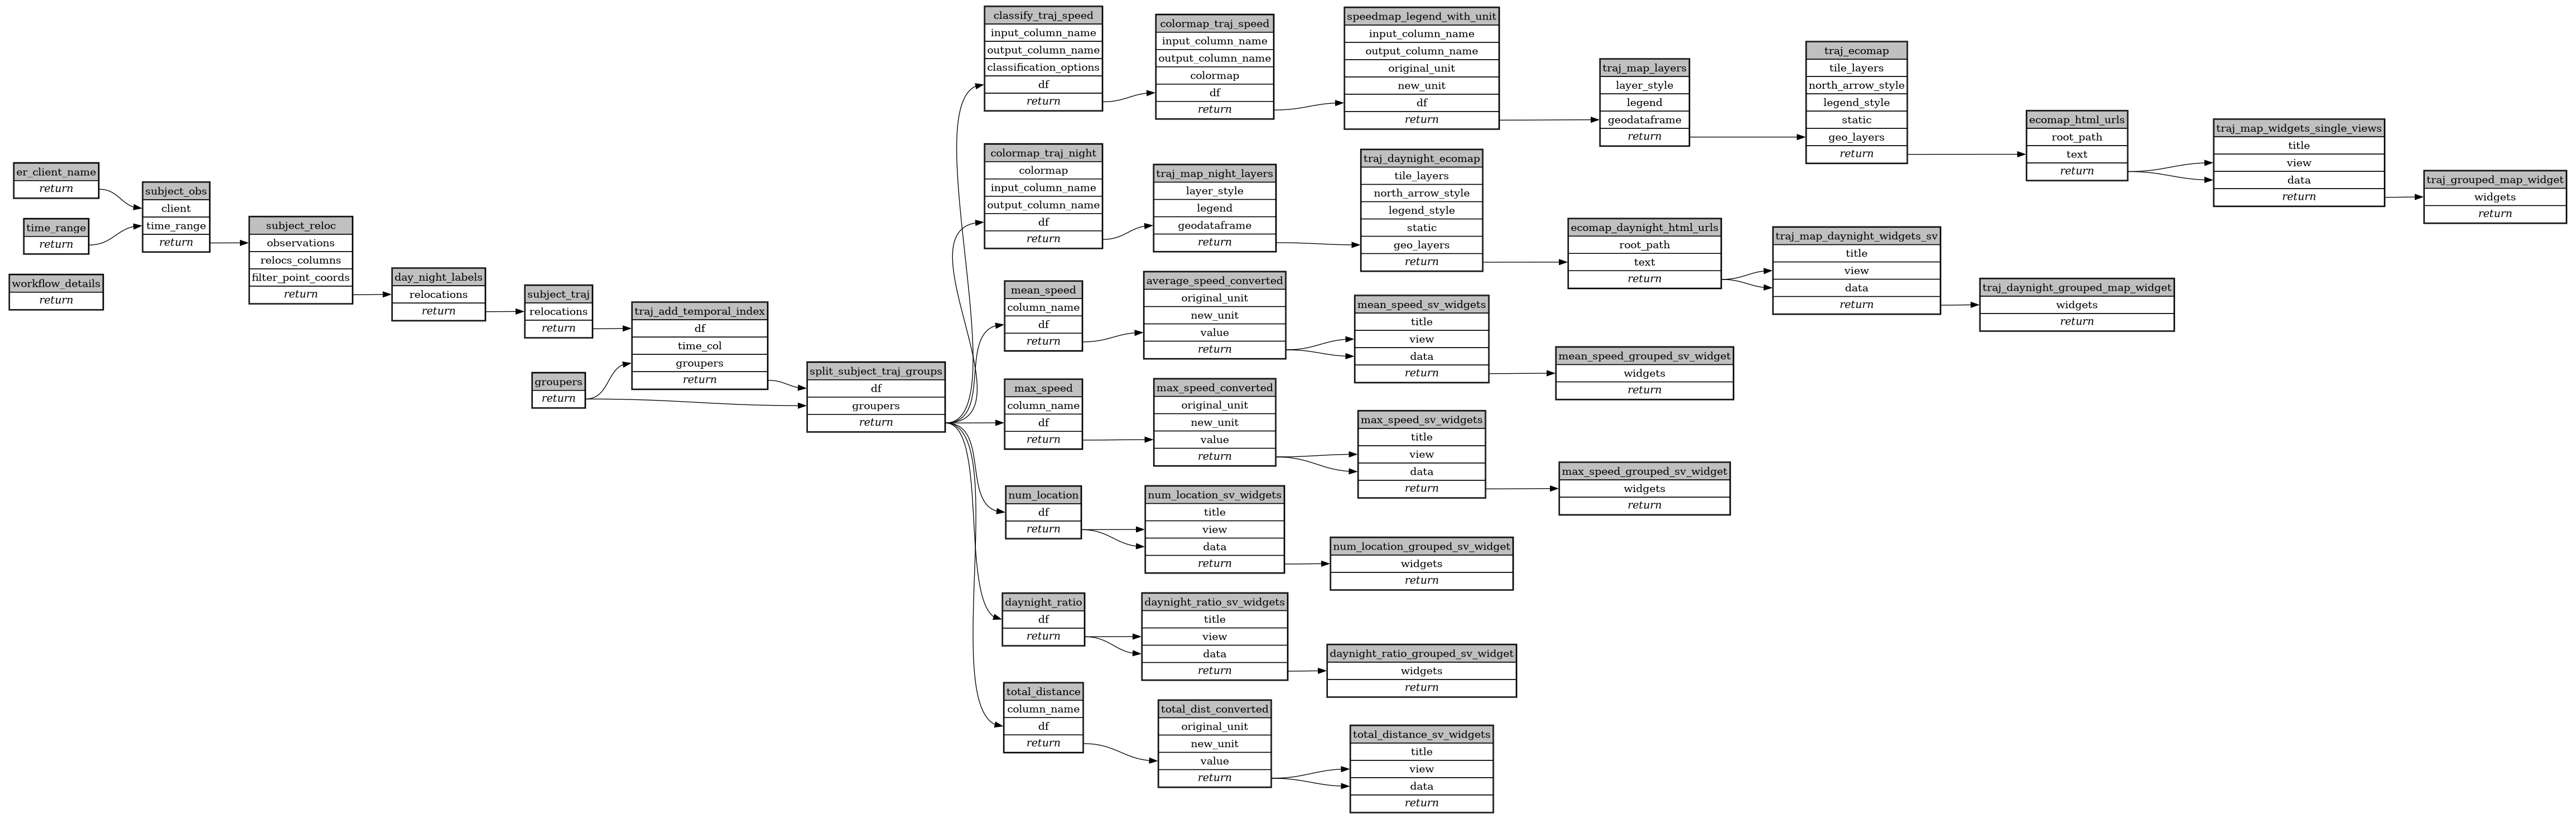 er_client_name
return
time_range
return
workflow_details
return
subject_obs
client
time_range
return
subject_reloc
observations
relocs_columns
filter_point_coords
return
day_night_labels
relocations
return
subject_traj
relocations
return
groupers
return
traj_add_temporal_index
df
time_col
groupers
return
split_subject_traj_groups
df
groupers
return
classify_traj_speed
input_column_name
output_column_name
classification_options
df
return
colormap_traj_speed
input_column_name
output_column_name
colormap
df
return
speedmap_legend_with_unit
input_column_name
output_column_name
original_unit
new_unit
df
return
traj_map_layers
layer_style
legend
geodataframe
return
traj_ecomap
tile_layers
north_arrow_style
legend_style
static
geo_layers
return
ecomap_html_urls
root_path
text
return
traj_map_widgets_single_views
title
view
data
return
traj_grouped_map_widget
widgets
return
colormap_traj_night
colormap
input_column_name
output_column_name
df
return
traj_map_night_layers
layer_style
legend
geodataframe
return
traj_daynight_ecomap
tile_layers
north_arrow_style
legend_style
static
geo_layers
return
ecomap_daynight_html_urls
root_path
text
return
traj_map_daynight_widgets_sv
title
view
data
return
traj_daynight_grouped_map_widget
widgets
return
mean_speed
column_name
df
return
average_speed_converted
original_unit
new_unit
value
return
mean_speed_sv_widgets
title
view
data
return
mean_speed_grouped_sv_widget
widgets
return
max_speed
column_name
df
return
max_speed_converted
original_unit
new_unit
value
return
max_speed_sv_widgets
title
view
data
return
max_speed_grouped_sv_widget
widgets
return
num_location
df
return
num_location_sv_widgets
title
view
data
return
num_location_grouped_sv_widget
widgets
return
daynight_ratio
df
return
daynight_ratio_sv_widgets
title
view
data
return
daynight_ratio_grouped_sv_widget
widgets
return
total_distance
column_name
df
return
total_dist_converted
original_unit
new_unit
value
return
total_distance_sv_widgets
title
view
data
return